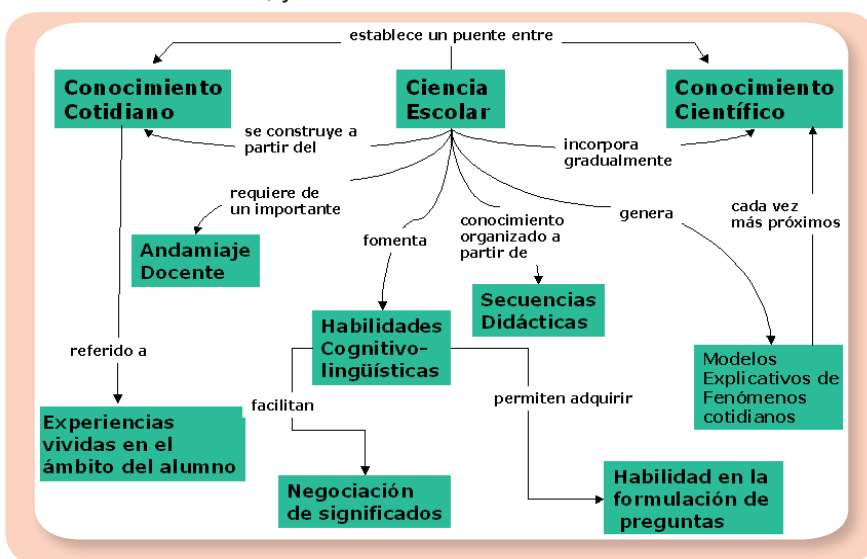 establece un puente entre
Conocimiento
Cotidiano
Ciencia
Escolar
Conocimiento
Científico
se construye a
partir del
incorpora
gradualmente
requiere de
un importante
fomenta
conocimiento
organizado a
partir de
genera
cada vez
más próximos
Andamiaje
Docente
Secuencias
Didácticas
Habilidades
Cognitivo-
lingüísticas
Modelos
Explicativos de
Fenómenos
cotidianos
referido a
facilitan
permiten adquirir
Experiencias
vividas en el
ámbito del alumno
Negociación
de significados
Habilidad en la
formulación de
preguntas